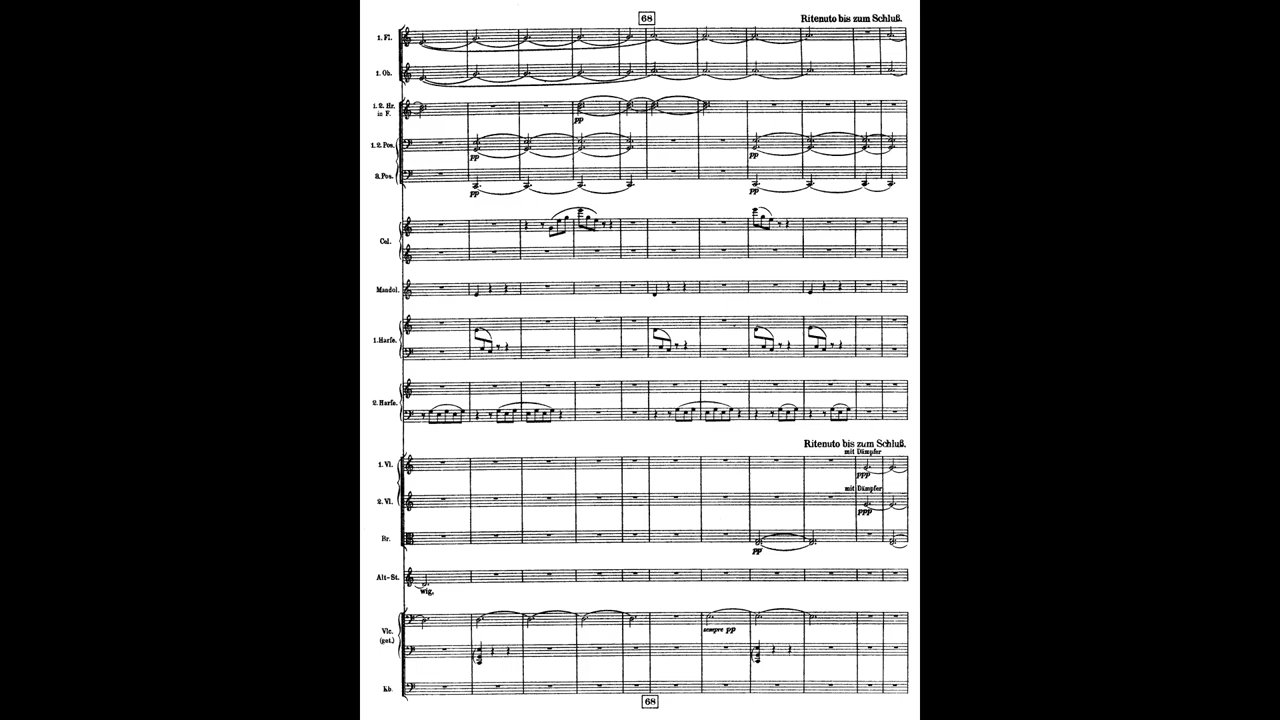 68
Ritenuto bis zum Schluß.
1. Fl.
1. Ob.
1. 2. Hr.
in F.
pp
1. 2. Pos.
pp
pp
3. Pos.
pp
pp
Cel.
Mandol.
1. Harfe.
2. Harfe.
Ritenuto bis zum Schluß.
mit Dämpfer
1. Vl.
ppp
mit Dämpfer
2. Vl.
ppp
Br.
pp
Alt-St.
wig.
Vlc.
(get.)
sempre pp
Kb.
68